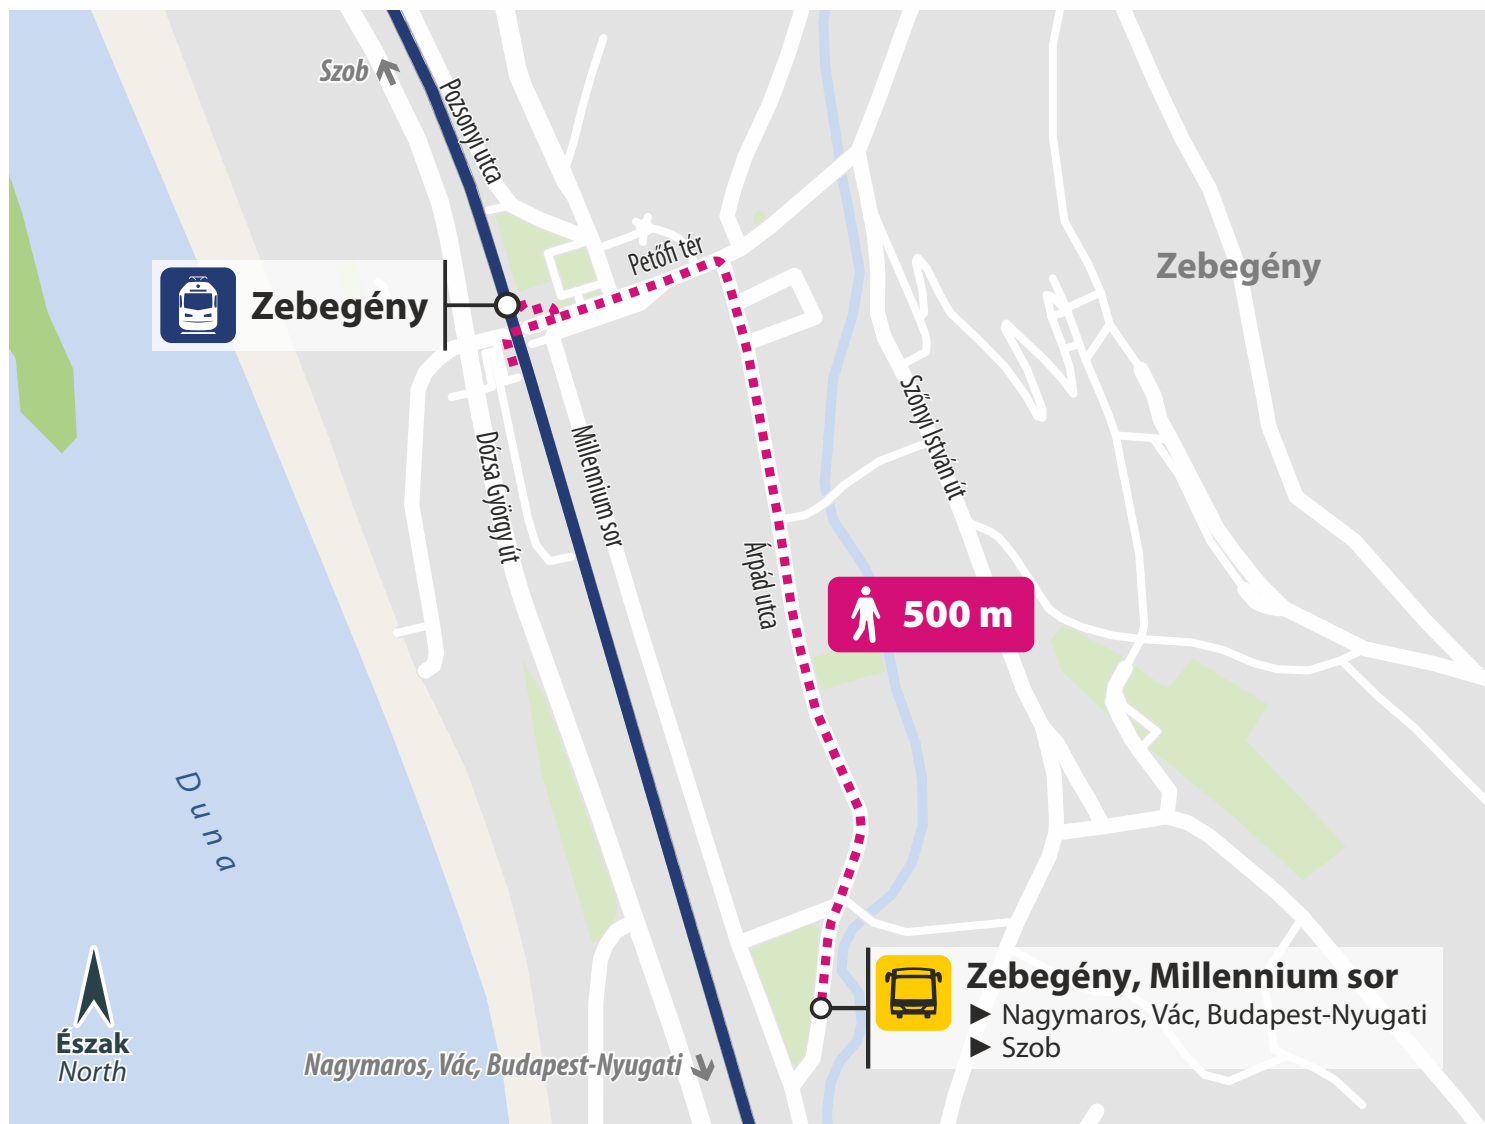 Szob
Pozsonyi utca
Petőfi tér
Zebegény
Zebegény
Szőnyi István út
Dózsa György út
Millennium sor
Árpád utca
500 m
Duna
Zebegény, Millennium sor
► Nagymaros, Vác, Budapest-Nyugati
► Szob
Észak
North
Nagymaros, Vác, Budapest-Nyugati